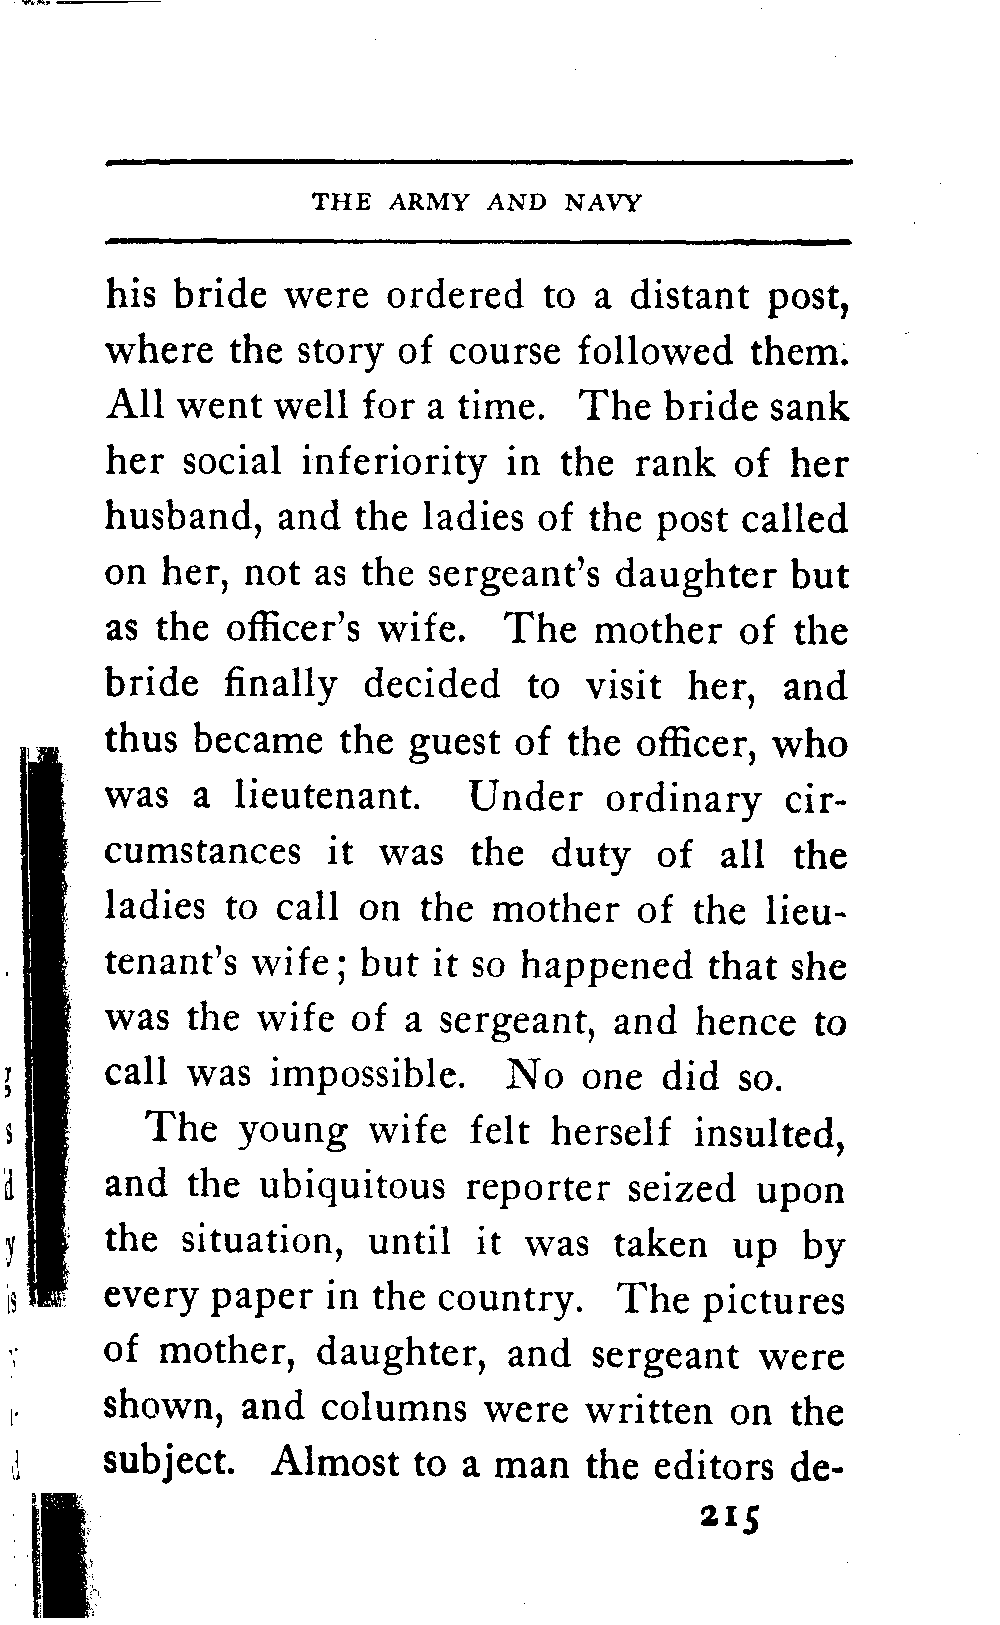 THE ARMY AND NAVY
his bride were ordered to a distant post,
where the story of course followed them.
All went well for a time. The bride sank
her social inferiority in the rank of her
husband, and the ladies of the post called
on her, not as the sergeant's daughter but
as the officer's wife. The mother of the
bride finally decided to visit her, and
thus became the guest of the officer, who
was a lieutenant. Under ordinary cir-
cumstances it was the duty of all the
ladies to call on the mother of the lieu-
tenant's wife; but it so happened that she
was the wife of a sergeant, and hence to
call was impossible. No one did so.
The young wife felt herself insulted,
and the ubiquitous reporter seized upon
the situation, until it was taken up by
every paper in the country. The pictures
of mother, daughter, and sergeant were
shown, and columns were written on the
subject. Almost to a man the editors de-
215